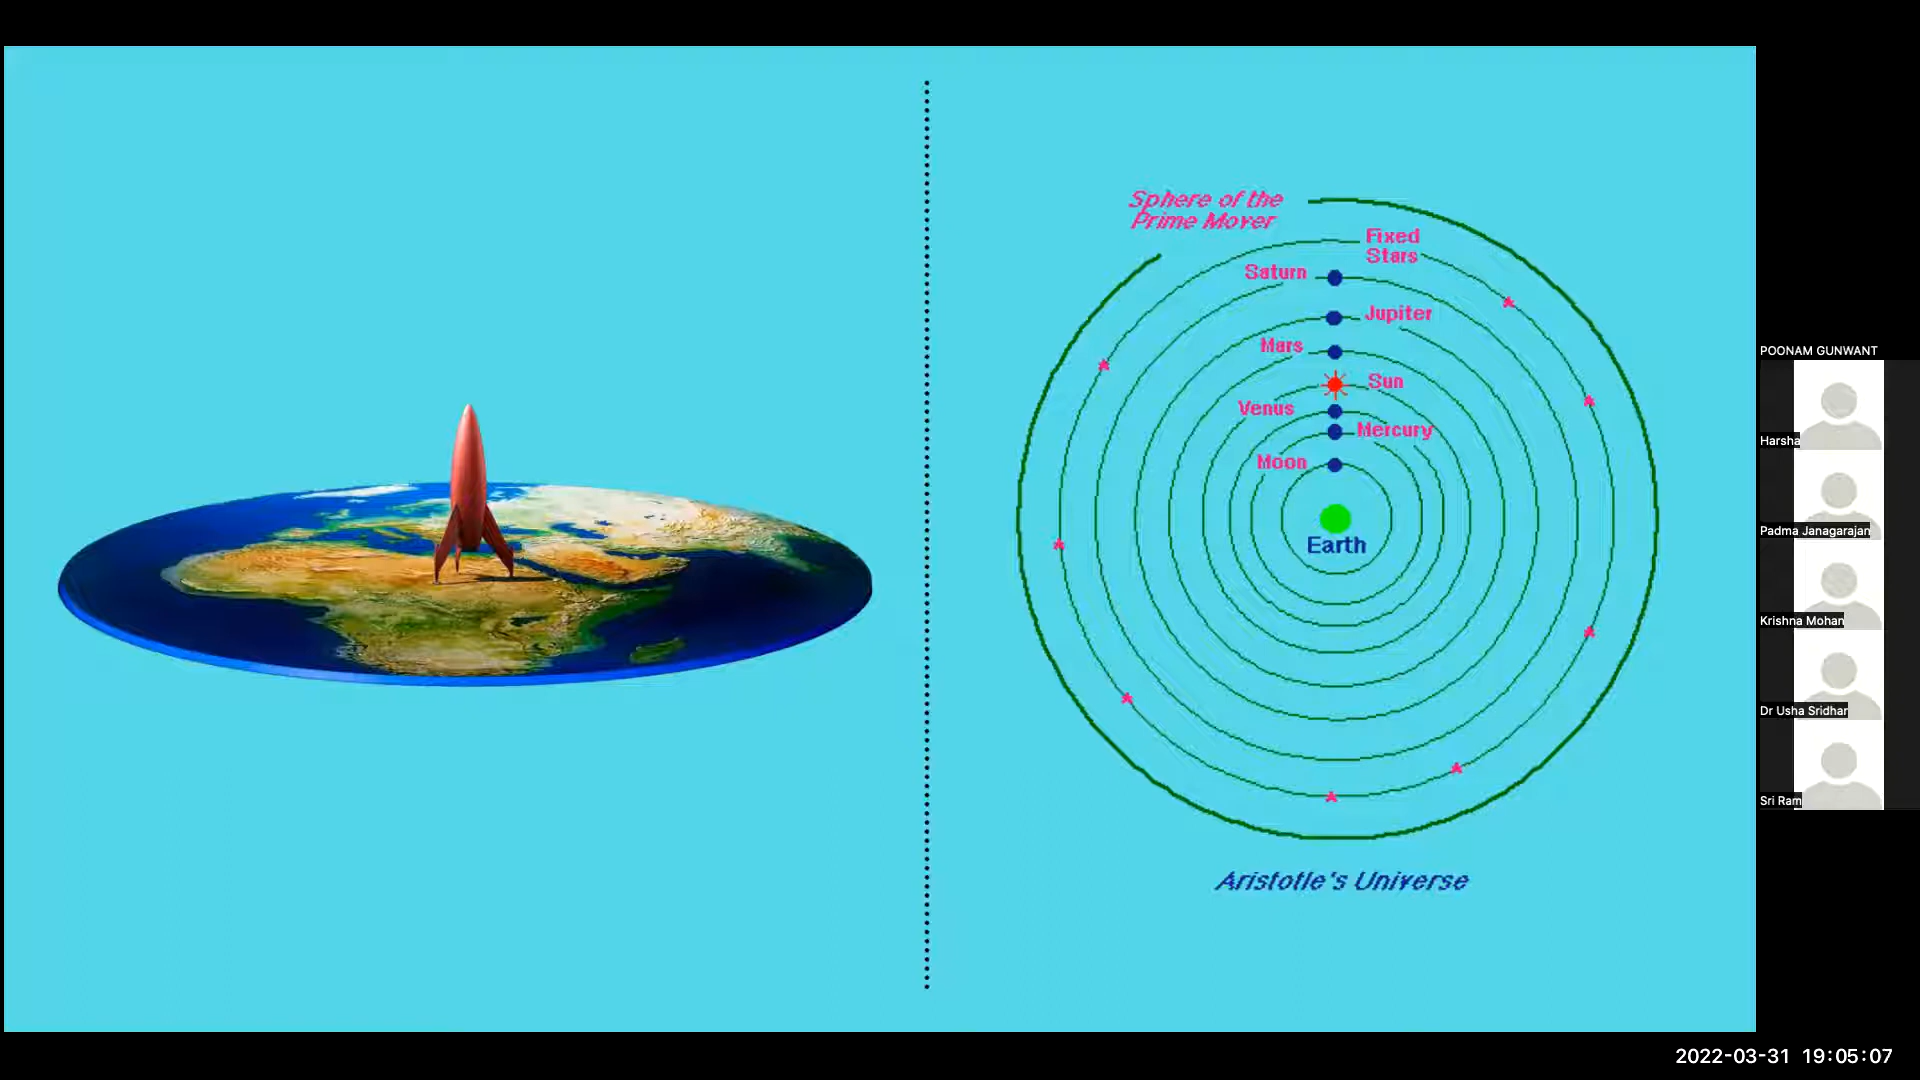 Sphere of the
Prime Mover
Fixed
Stars
Saturn
Jupiter
Mars
Sun
Venus
Mercury
Moon
Earth
Aristotle's Universe
POONAM GUNWANT
Harsha
Padma Janagarajan
Krishna Mohan
Dr Usha Sridhar
Sri Ram
2022-03-31 19:05:07